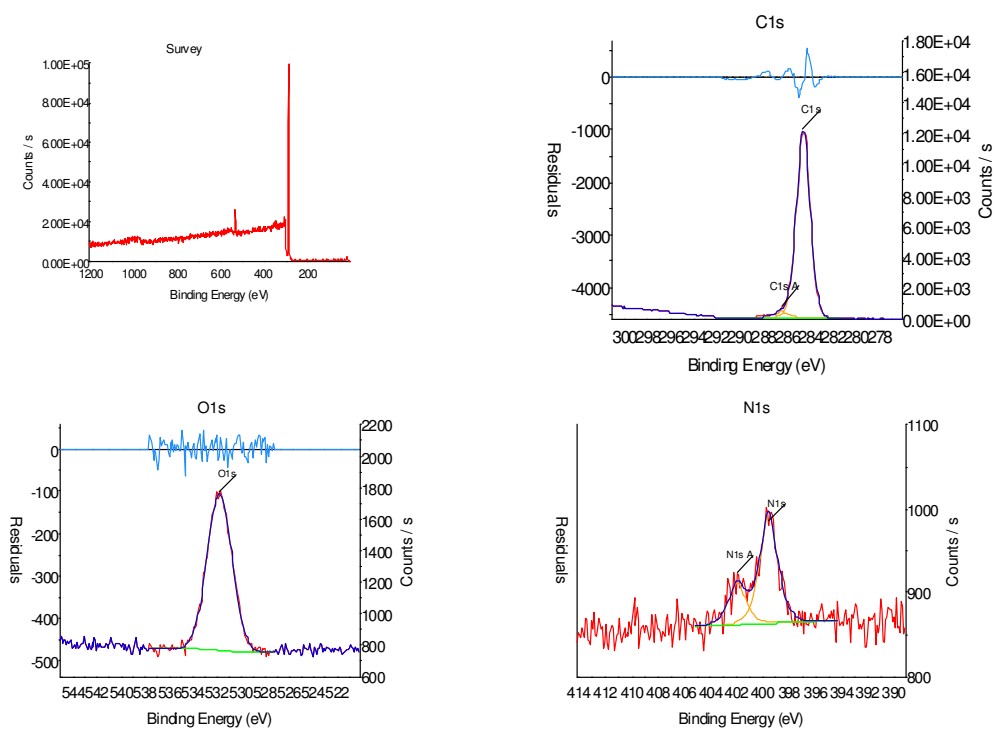 Survey
1.00E+05
8.00E+04
6.00E+04
4.00E+04
2.00E+04
0.00E+00
Counts / s
1200 1000 800 600 400 200
Binding Energy (eV)
C1s
0
-1000
-2000
-3000
-4000
Residuals
C1s
C1s A
1.80E+04
1.60E+04
1.40E+04
1.20E+04
1.00E+04
8.00E+03
6.00E+03
4.00E+03
2.00E+03
0.00E+00
Counts / s
300 298 296 294 292 290 288 286 284 282 280 278
Binding Energy (eV)
O1s
0
-100
-200
-300
-400
-500
Residuals
O1s
2200
2000
1800
1600
1400
1200
1000
800
600
Counts / s
544 542 540 538 536 534 532 530 528 526 524 522
Binding Energy (eV)
N1s
Residuals
N1s
N1s A
1100
1000
900
800
Counts / s
414 412 410 408 406 404 402 400 398 396 394 392 390
Binding Energy (eV)